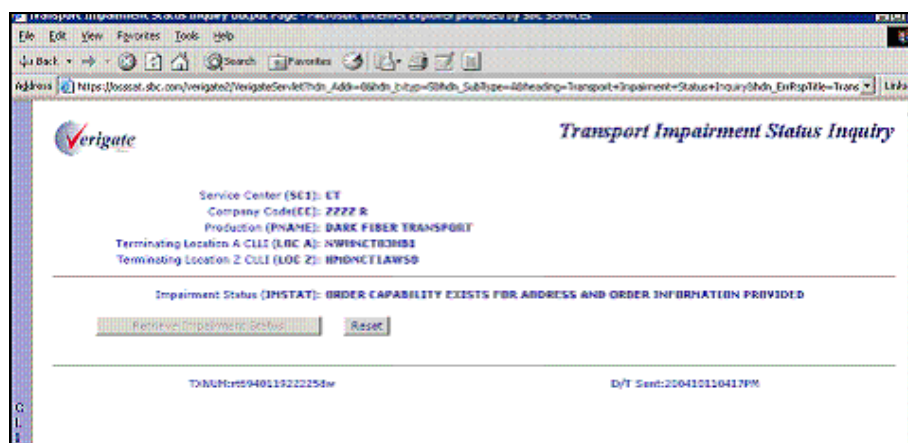 Transport Impairment Status Inquiry Output Page - Microsoft Internet Explorer provided by SBC Services
File Edit View Favorites Tools Help
Back Search Favorites
Address Links
Verigate
Transport Impairment Status Inquiry
Service Center (SC1): CT
Company Code(CC): ZZZZ R
Production (PNAME): DARK FIBER TRANSPORT
Terminating Location A CLLI (LOC A):
Terminating Location Z CLLI (LOC Z):
Impairment Status (IMSTAT): ORDER CAPABILITY EXISTS FOR ADDRESS AND ORDER INFORMATION PROVIDED
Retrieve Impairment Status Reset
D/T Sent:200410110417PM
C
L